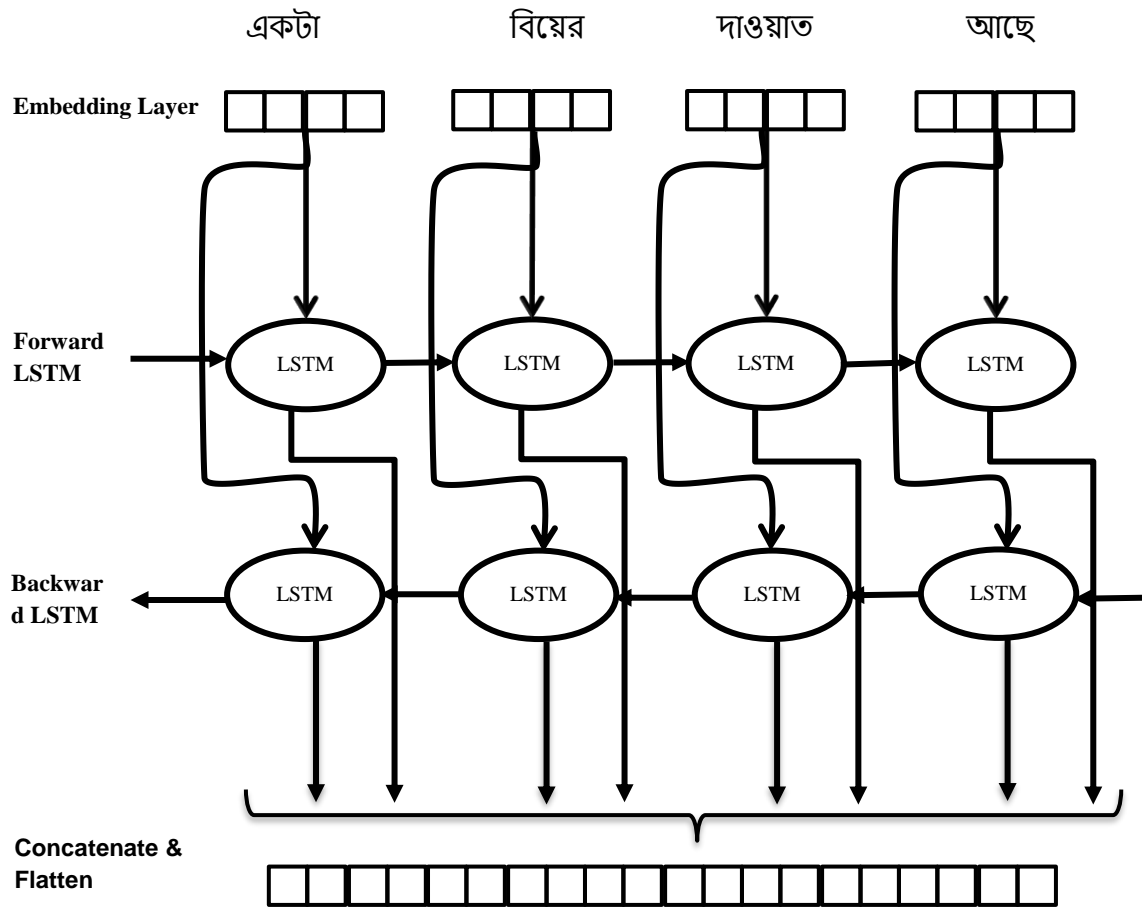 একটা বিয়ের দাওয়াত আছে
Embedding Layer
Forward
LSTM
LSTM LSTM LSTM LSTM
Backwar
d LSTM
LSTM LSTM LSTM LSTM
Concatenate &
Flatten